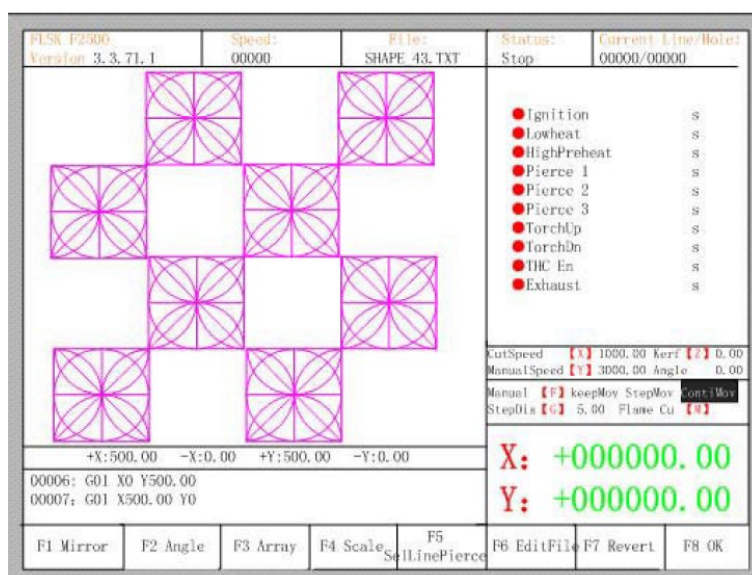 FLSK F2500 Speed: File: Status: Current Line/Hole:
Version 3.3.71.1 00000 SHAPE_43.TXT Stop 00000/00000
Ignition s
Lowheat s
HighPreheat s
Pierce 1 s
Pierce 2 s
Pierce 3 s
TorchUp s
TorchDn s
THC En s
Exhaust s
CutSpeed 【X】 1000.00 Kerf 【Z】 0.00
ManualSpeed 【Y】 3000.00 Angle 0.00
Manual 【F】 keepMov StepMov ContiMov
StepDis 【G】 5.00 Flame Cu 【M】
+X:500.00 -X:0.00 +Y:500.00 -Y:0.00
00006: G01 X0 Y500.00
00007: G01 X500.00 Y0
X: +000000.00
Y: +000000.00
F1 Mirror F2 Angle F3 Array F4 Scale F5 SelLinePierce F6 EditFile F7 Revert F8 OK